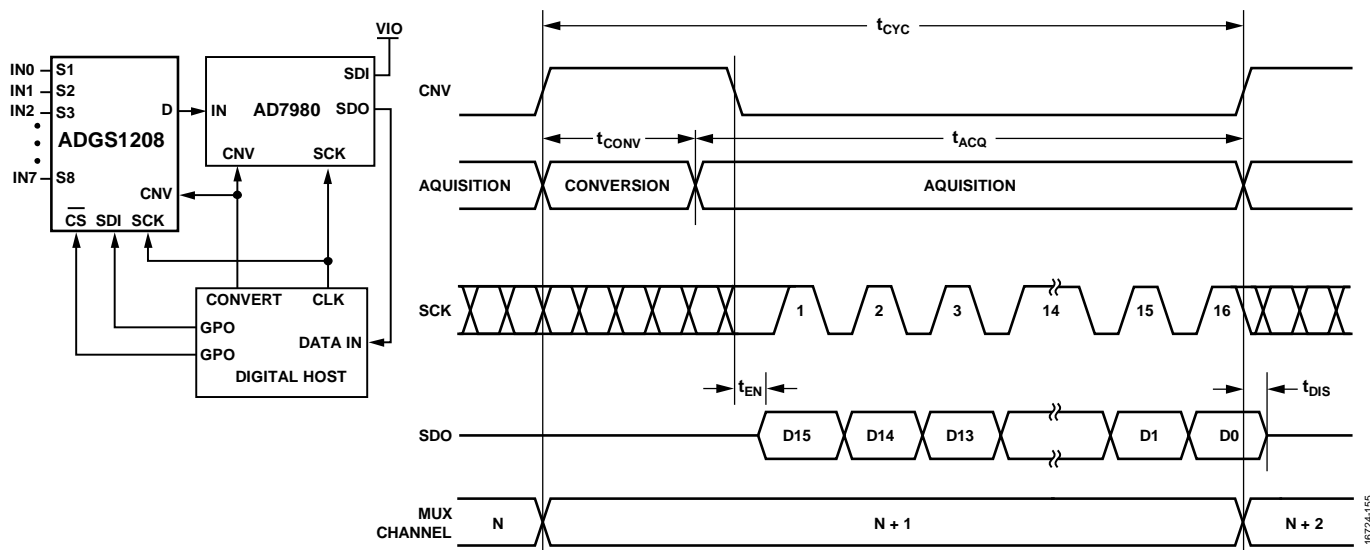 VIO
IN0 S1
IN1 S2
IN2 S3
IN7 S8
D
ADGS1208
CNV
CS SDI SCK
SDI
SDO
IN AD7980
CNV SCK
CONVERT CLK
GPO
GPO
DATA IN
DIGITAL HOST
tCYC
CNV
tCONV tACQ
AQUISITION CONVERSION AQUISITION
SCK 1 2 3 14 15 16
tEN tDIS
SDO D15 D14 D13 D1 D0
MUX
CHANNEL N N + 1 N + 2
16724-155